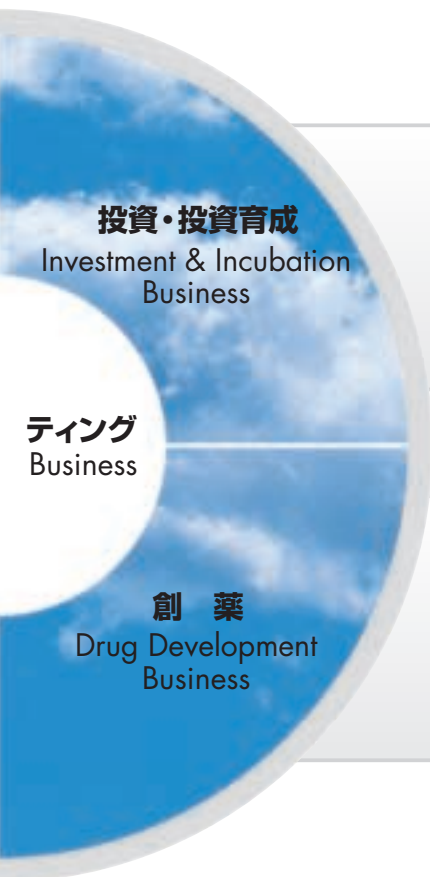 投資・投資育成
Investment & Incubation
Business
ティング
Business
創　薬
Drug Development
Business